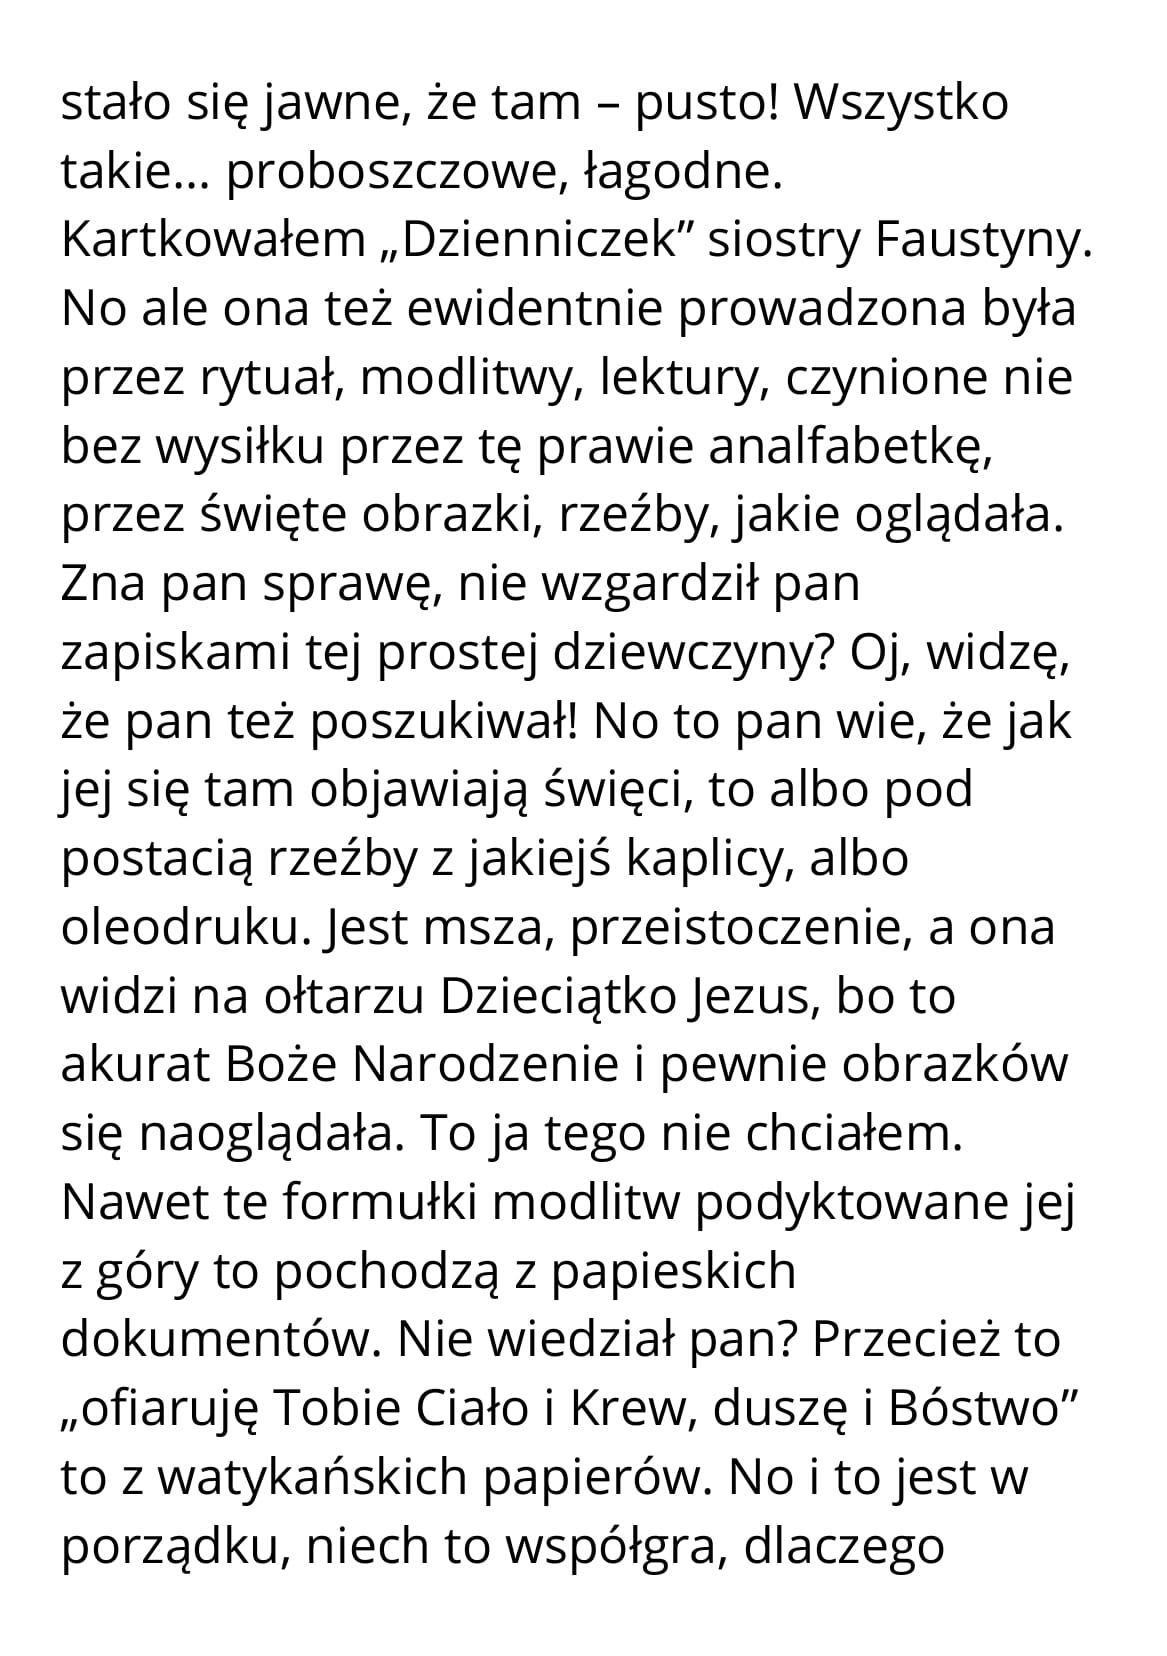 stało się jawne, że tam – pusto! Wszystko
takie... proboszczowe, łagodne.
Kartkowałem „Dzienniczek” siostry Faustyny.
No ale ona też ewidentnie prowadzona była
przez rytuał, modlitwy, lektury, czynione nie
bez wysiłku przez tę prawie analfabetkę,
przez święte obrazki, rzeźby, jakie oglądała.
Zna pan sprawę, nie wzgardził pan
zapiskami tej prostej dziewczyny? Oj, widzę,
że pan też poszukiwał! No to pan wie, że jak
jej się tam objawiają święci, to albo pod
postacią rzeźby z jakiejś kaplicy, albo
oleodruku. Jest msza, przeistoczenie, a ona
widzi na ołtarzu Dzieciątko Jezus, bo to
akurat Boże Narodzenie i pewnie obrazków
się naoglądała. To ja tego nie chciałem.
Nawet te formułki modlitw podyktowane jej
z góry to pochodzą z papieskich
dokumentów. Nie wiedział pan? Przecież to
„ofiaruję Tobie Ciało i Krew, duszę i Bóstwo”
to z watykańskich papierów. No i to jest w
porządku, niech to współgra, dlaczego